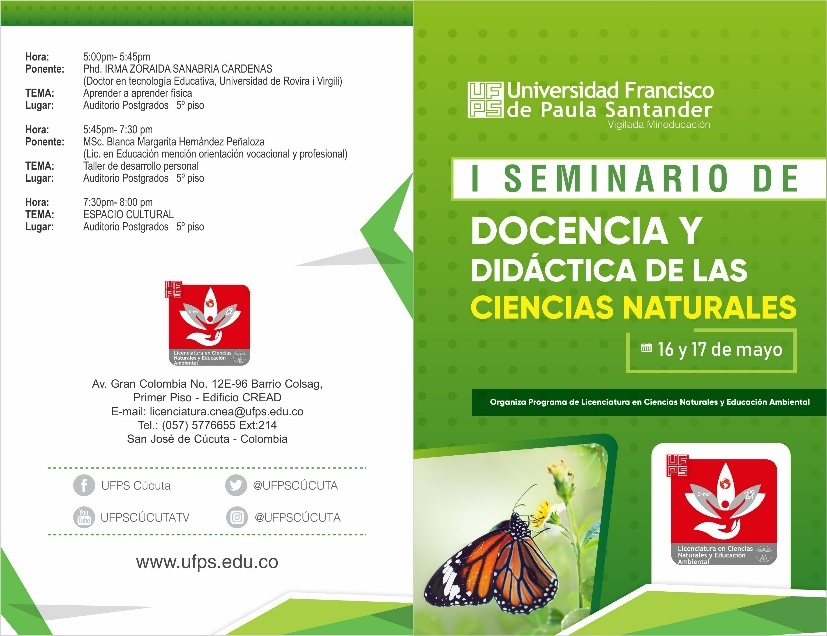 Hora: 5:00pm- 5:45pm
Ponente: Phd. IRMA ZORAIDA SANABRIA CARDENAS
(Doctor en tecnología Educativa, Universidad de Rovira i Virgili)
TEMA: Aprender a aprender física
Lugar: Auditorio Postgrados 5º piso
Hora: 5:45pm- 7:30 pm
Ponente: MSc. Blanca Margarita Hernández Peñaloza
(Lic. en Educación mención orientación vocacional y profesional)
TEMA: Taller de desarrollo personal
Lugar: Auditorio Postgrados 5º piso
Hora: 7:30pm- 8:00 pm
TEMA: ESPACIO CULTURAL
Lugar: Auditorio Postgrados 5º piso
UFPS
Licenciatura en Ciencias
Naturales y Educación
Ambiental
Av. Gran Colombia No. 12E-96 Barrio Colsag,
Primer Piso - Edificio CREAD
E-mail: licenciatura.cnea@ufps.edu.co
Tel.: (057) 5776655 Ext:214
San José de Cúcuta - Colombia
UFPS Cúcuta
@UFPSCÚCUTA
You Tube
UFPSCÚCUTATV
@UFPSCÚCUTA
www.ufps.edu.co
UFPS
Universidad Francisco
de Paula Santander
Vigilada Mineducación
I SEMINARIO DE
DOCENCIA Y
DIDÁCTICA DE LAS
CIENCIAS NATURALES
16 y 17 de mayo
Organiza Programa de Licenciatura en Ciencias Naturales y Educación Ambiental
UFPS
Licenciatura en Ciencias
Naturales y Educación
Ambiental